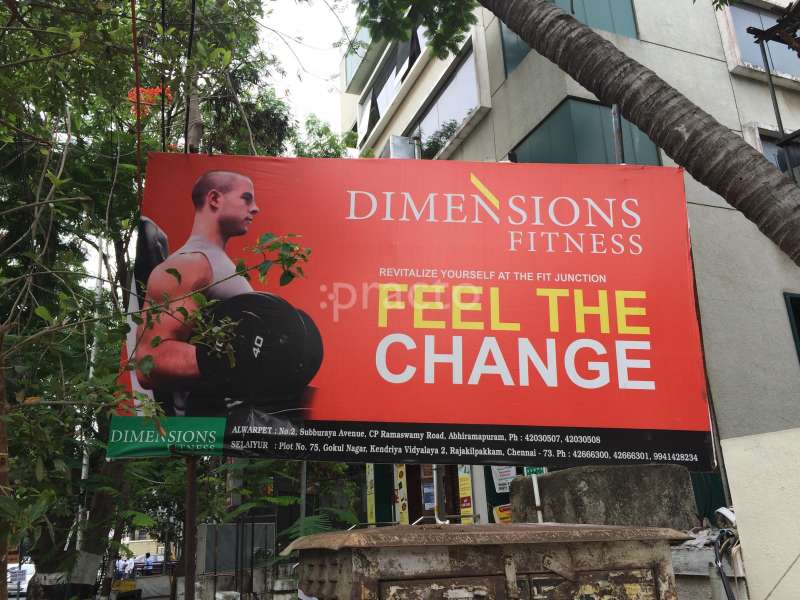 DIMENSIONS
FITNESS
REVITALIZE YOURSELF AT THE FIT JUNCTION
:practo
FEEL THE
CHANGE
40
DIMENSIONS
FITNESS
ALWARPET : No.2, Subburaya Avenue, CP Ramaswamy Road, Abhiramapuram, Ph : 42030507, 42030508
SELAIYUR : Plot No. 75, Gokul Nagar, Kendriya Vidyalaya 2, Rajakilpakkam, Chennai - 73. Ph : 42666300, 42666301, 9941428234